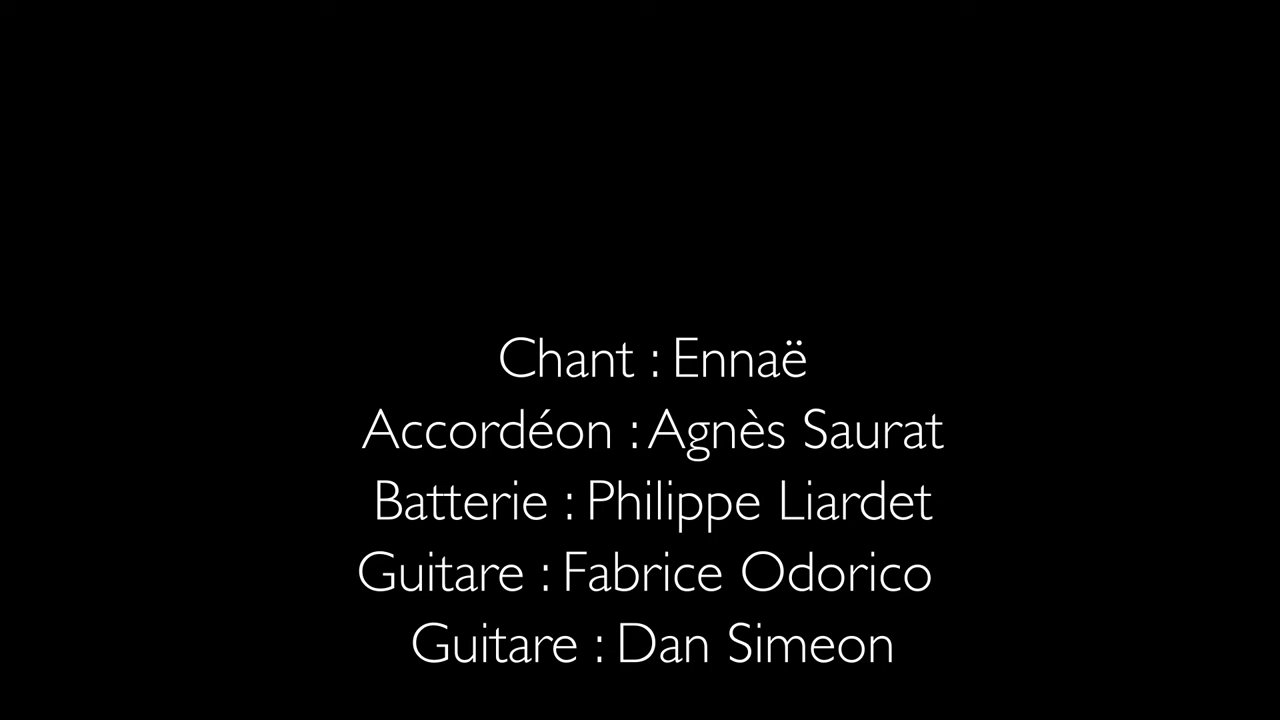 Chant : Ennaë
Accordéon : Agnès Saurat
Batterie : Philippe Liardet
Guitare : Fabrice Odorico
Guitare : Dan Simeon